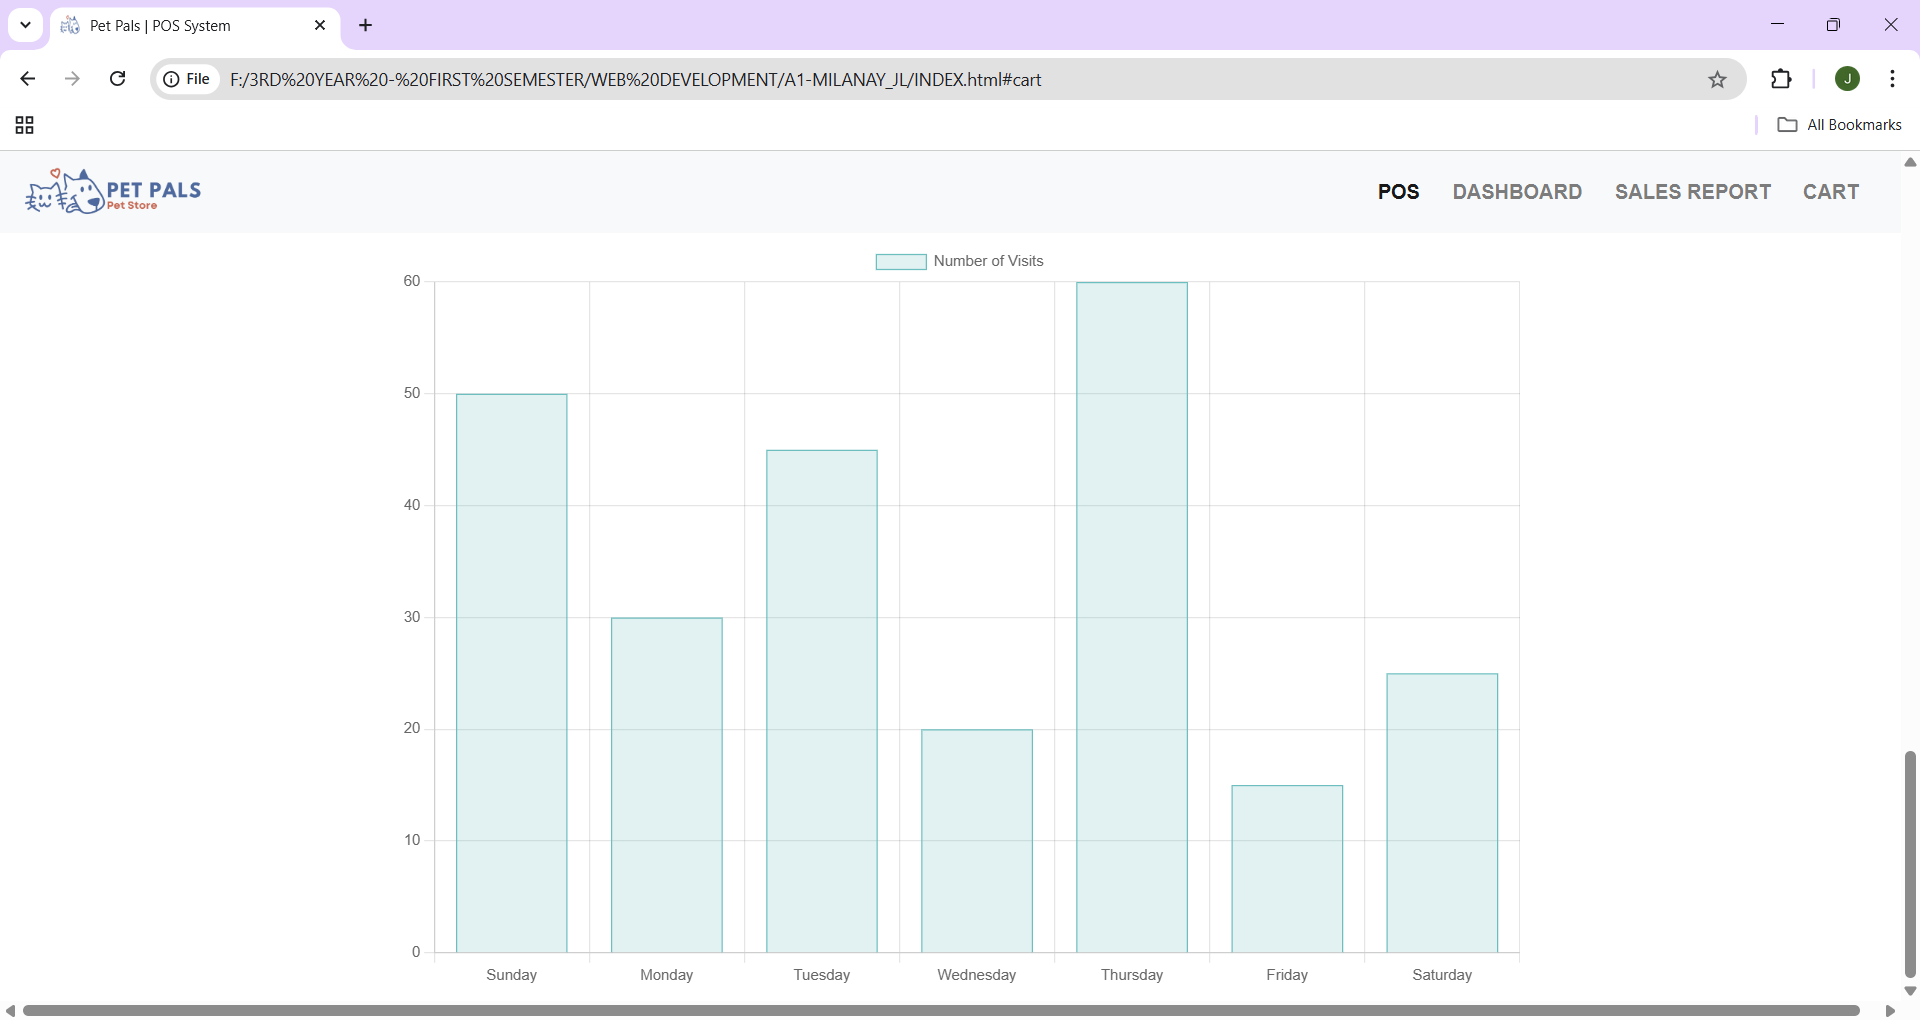 Pet Pals | POS System
File
F:/3RD%20YEAR%20-%20FIRST%20SEMESTER/WEB%20DEVELOPMENT/A1-MILANAY_JL/INDEX.html#cart
J
All Bookmarks
PET PALS
Pet Store
POS
DASHBOARD
SALES REPORT
CART
Number of Visits
60
50
40
30
20
10
0
Sunday
Monday
Tuesday
Wednesday
Thursday
Friday
Saturday